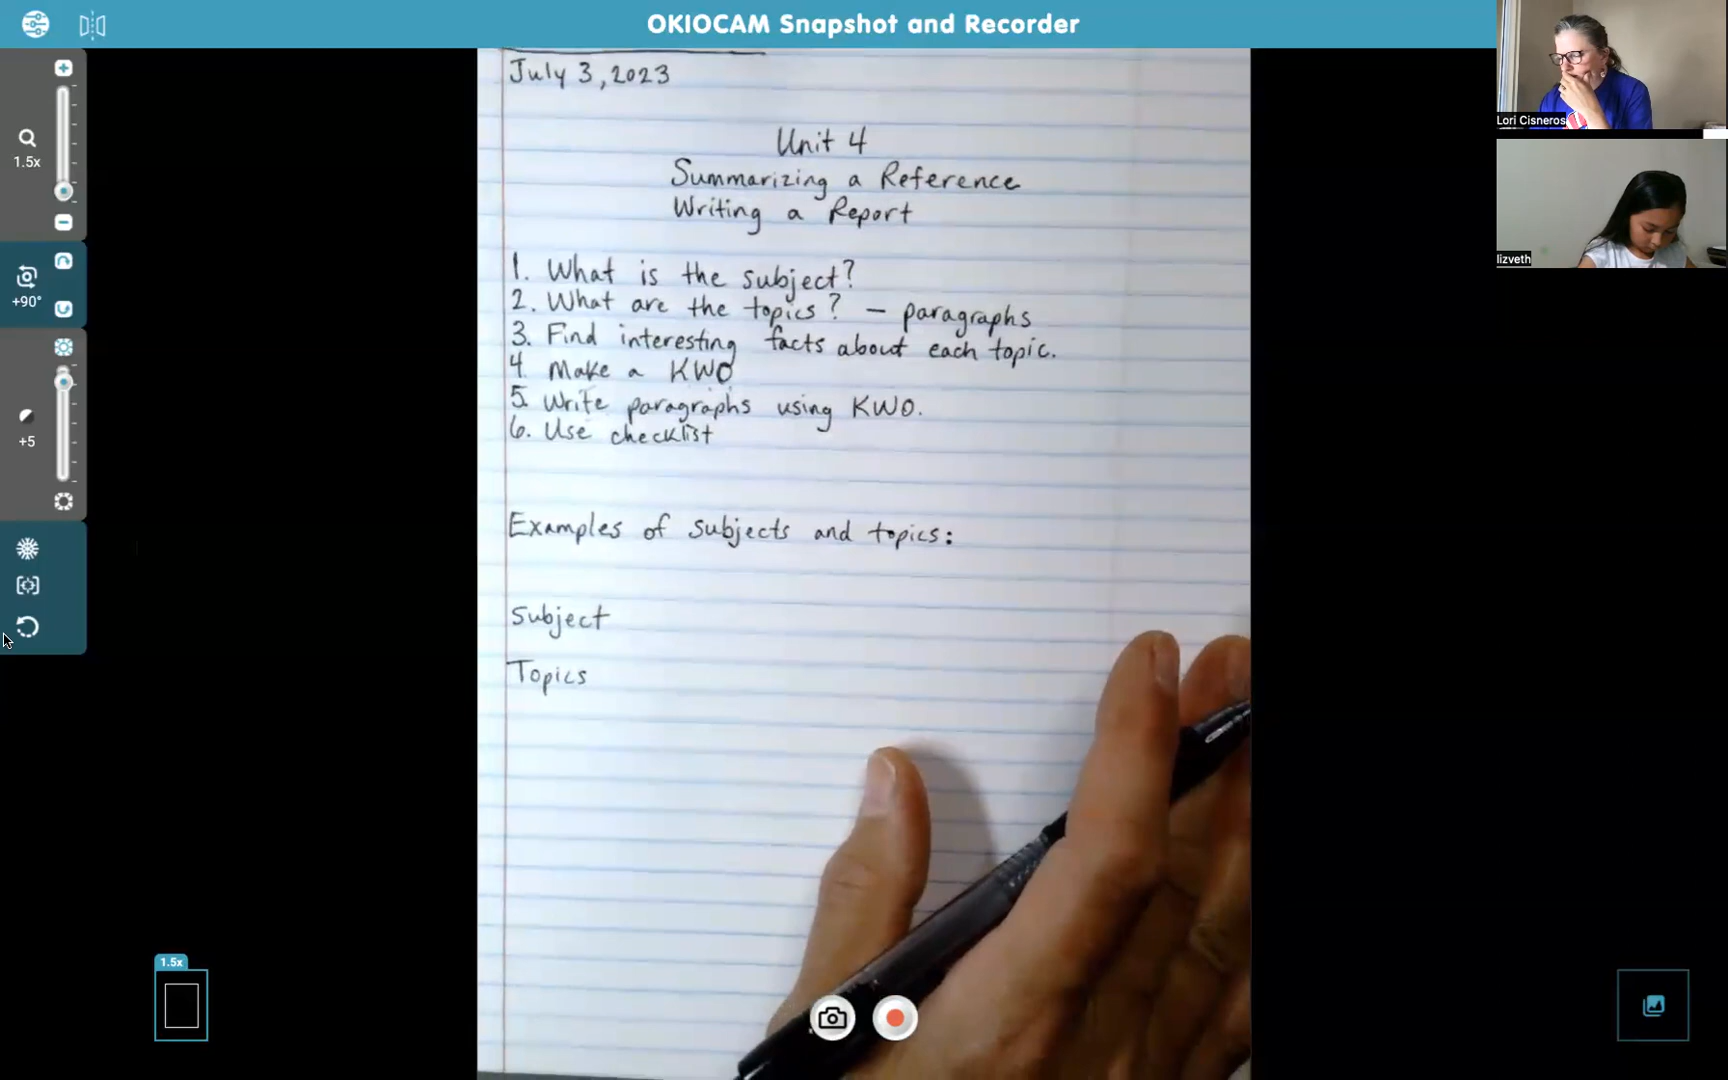 OKIOCAM Snapshot and Recorder
1.5x
+90°
+5
July 3, 2023
Unit 4
Summarizing a Reference
Writing a Report
1. What is the subject?
2. What are the topics? - paragraphs
3. Find interesting facts about each topic.
4. Make a KWO
5. Write paragraphs using KWO.
6. Use checklist
Examples of subjects and topics:
Subject
Topics
1.5x
Lori Cisneros
lizveth